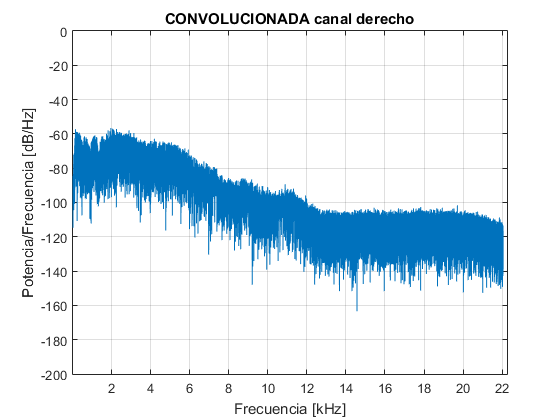 CONVOLUCIONADA canal derecho
0
-20
-40
-60
-80
-100
-120
-140
-160
-180
-200
Potencia/Frecuencia [dB/Hz]
2 4 6 8 10 12 14 16 18 20 22
Frecuencia [kHz]